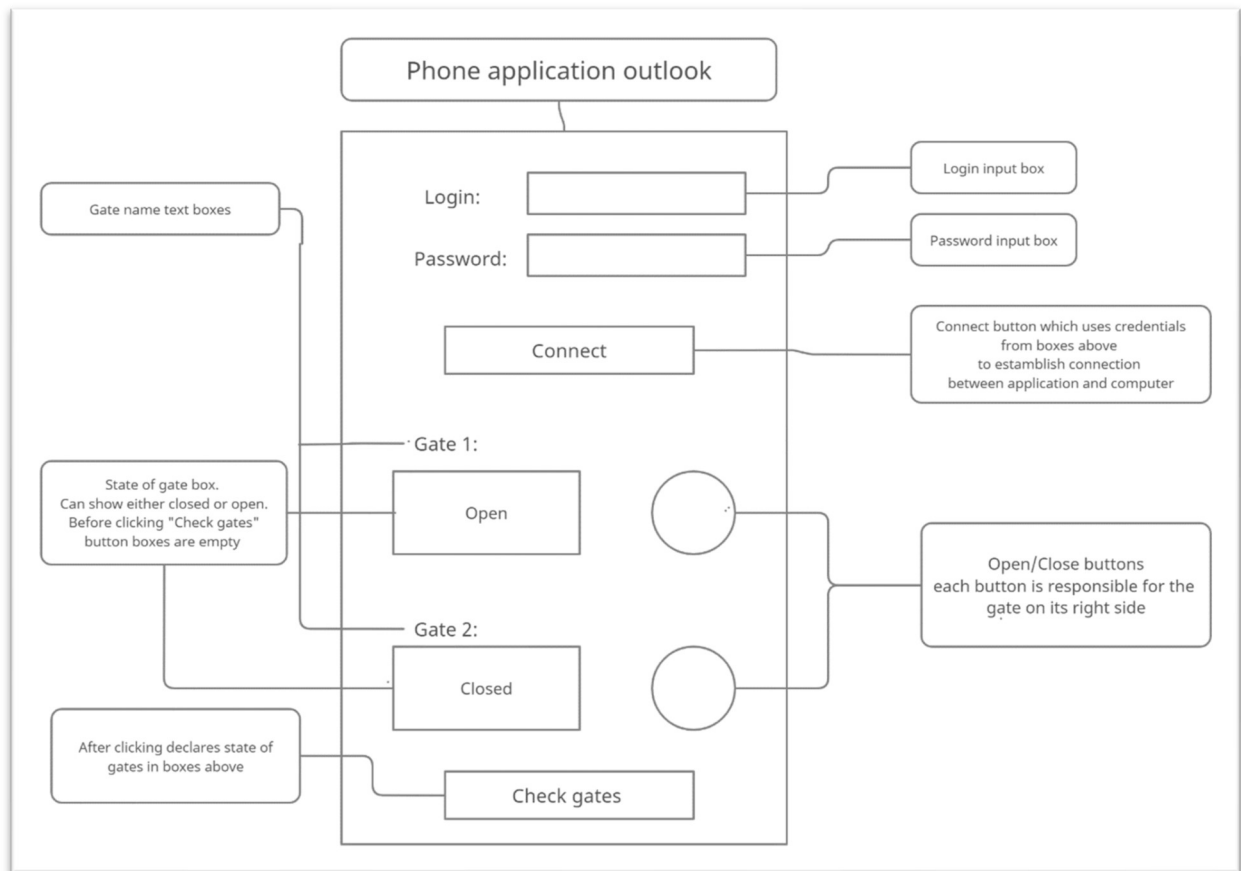 Phone application outlook
Gate name text boxes
Login:
Login input box
Password:
Password input box
Connect
Connect button which uses credentials
from boxes above
to estamblish connection
between application and computer
Gate 1:
State of gate box.
Can show either closed or open.
Before clicking "Check gates"
button boxes are empty
Open
Open/Close buttons
each button is responsible for the
gate on its right side
Gate 2:
Closed
After clicking declares state of
gates in boxes above
Check gates